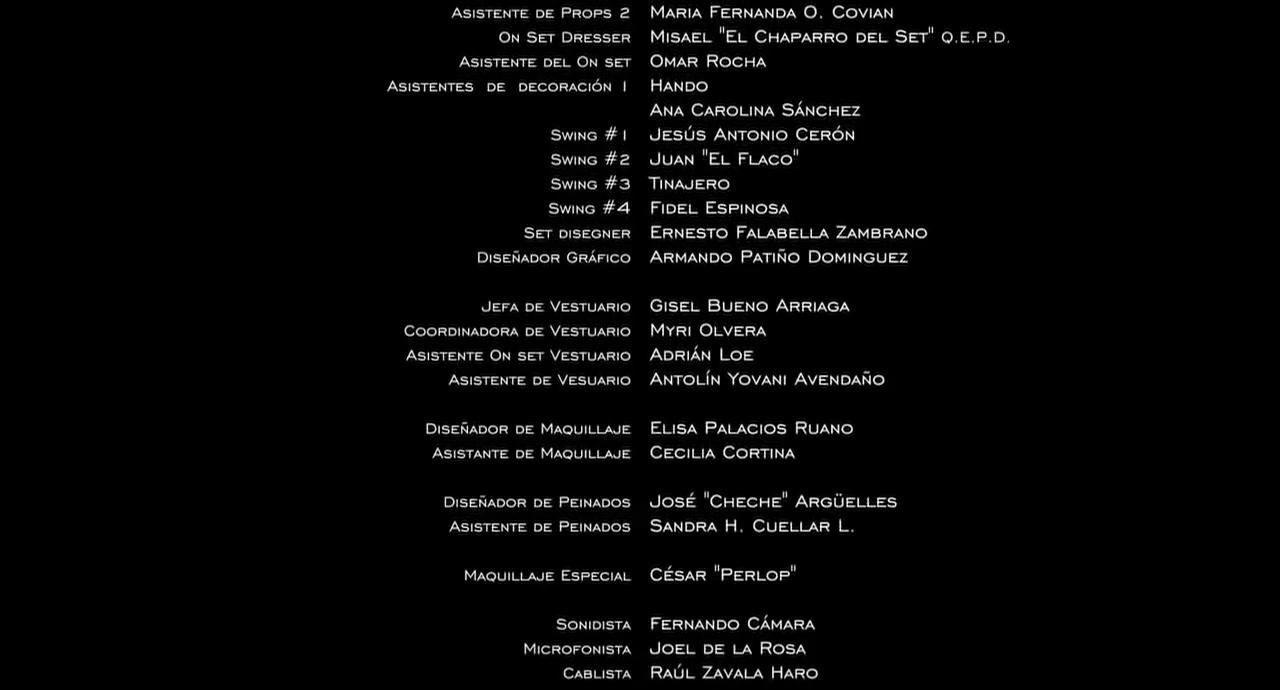 Asistente de Props 2 Maria Fernanda O. Covian
On Set Dresser Misael "El Chaparro del Set" Q.E.P.D.
Asistente del On set Omar Rocha
Asistentes de decoración 1 Hando
Ana Carolina Sánchez
Swing #1 Jesús Antonio Cerón
Swing #2 Juan "El Flaco"
Swing #3 Tinajero
Swing #4 Fidel Espinosa
Set disegner Ernesto Falabella Zambrano
Diseñador Gráfico Armando Patiño Dominguez
Jefa de Vestuario Gisel Bueno Arriaga
Coordinadora de Vestuario Myri Olvera
Asistente On set Vestuario Adrián Loe
Asistente de Vesuario Antolín Yovani Avendaño
Diseñador de Maquillaje Elisa Palacios Ruano
Asistante de Maquillaje Cecilia Cortina
Diseñador de Peinados José "Cheche" Argüelles
Asistente de Peinados Sandra H. Cuellar L.
Maquillaje Especial César "Perlop"
Sonidista Fernando Cámara
Microfonista Joel de la Rosa
Cablista Raúl Zavala Haro